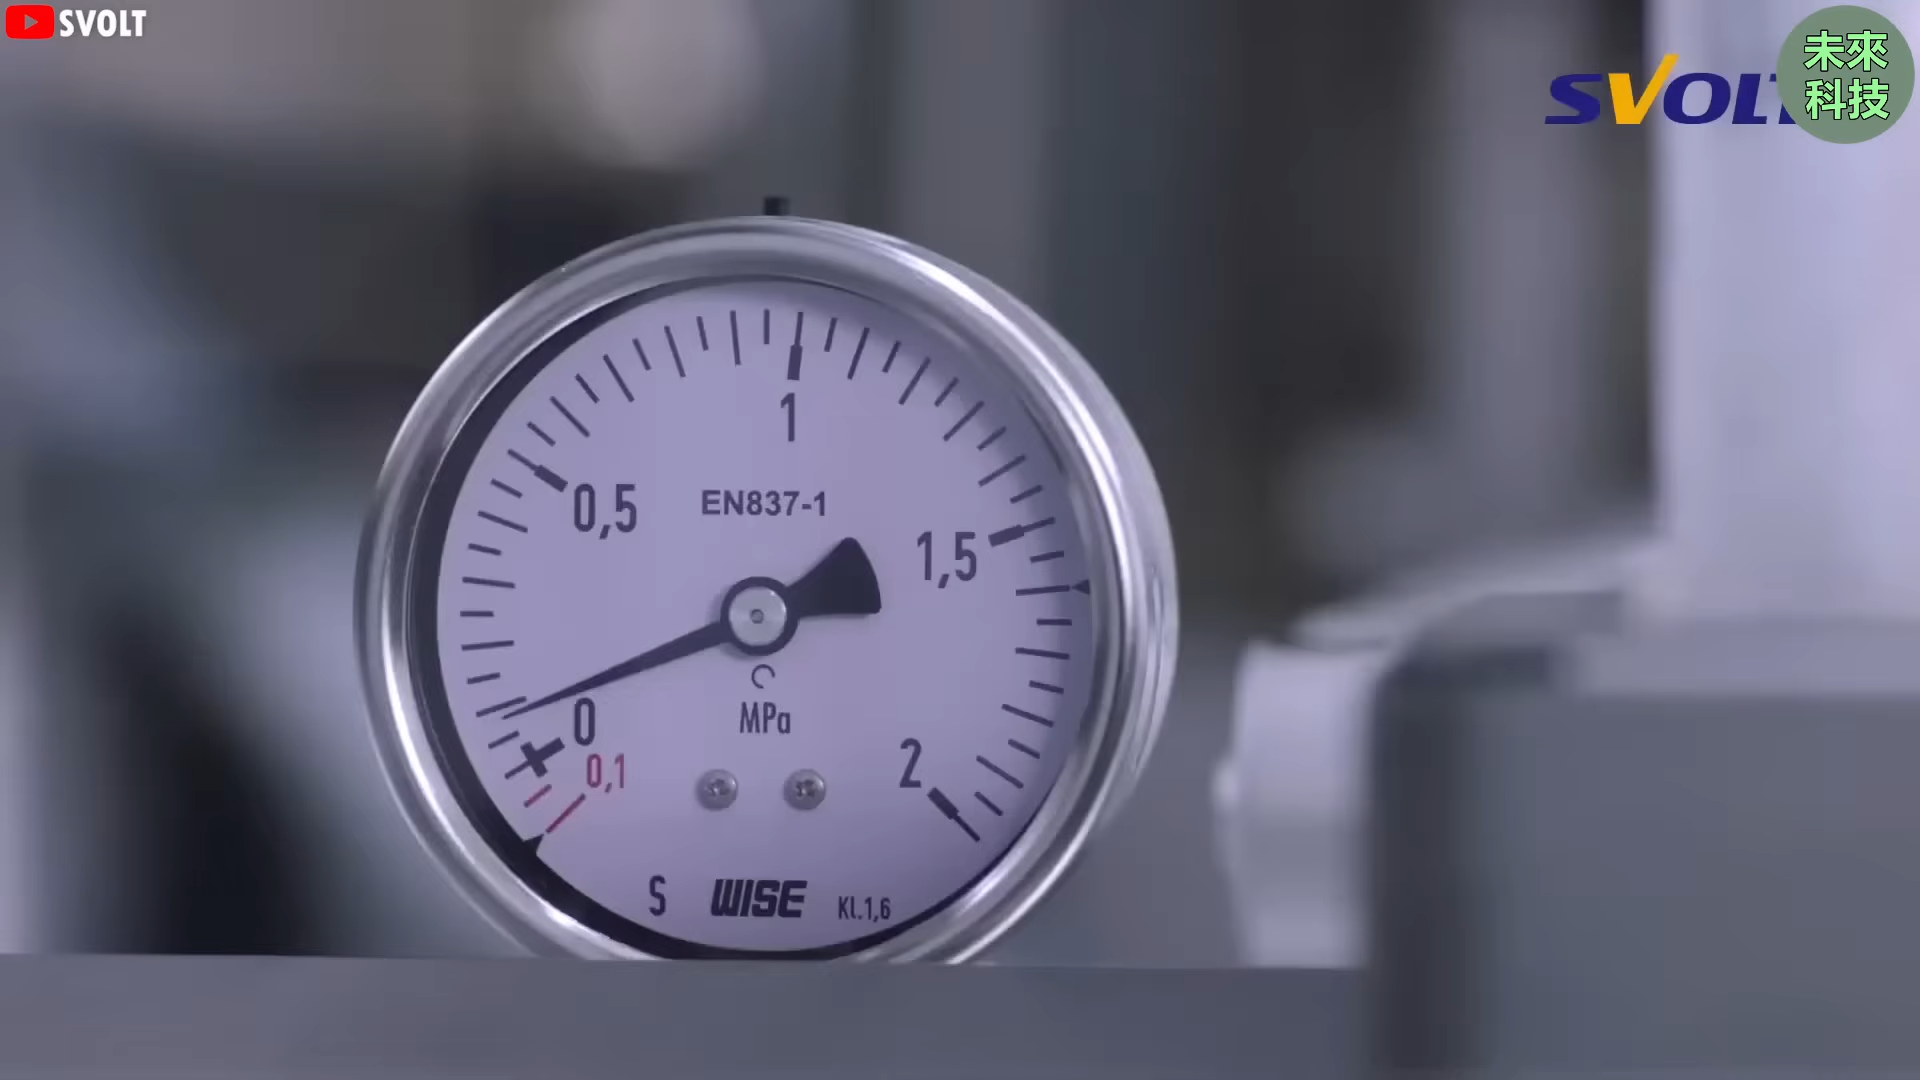 SVOLT
SVOLT
未來
科技
1
EN837-1
0,5
1,5
0
MPa
0,1
2
S WISE Kl.1,6